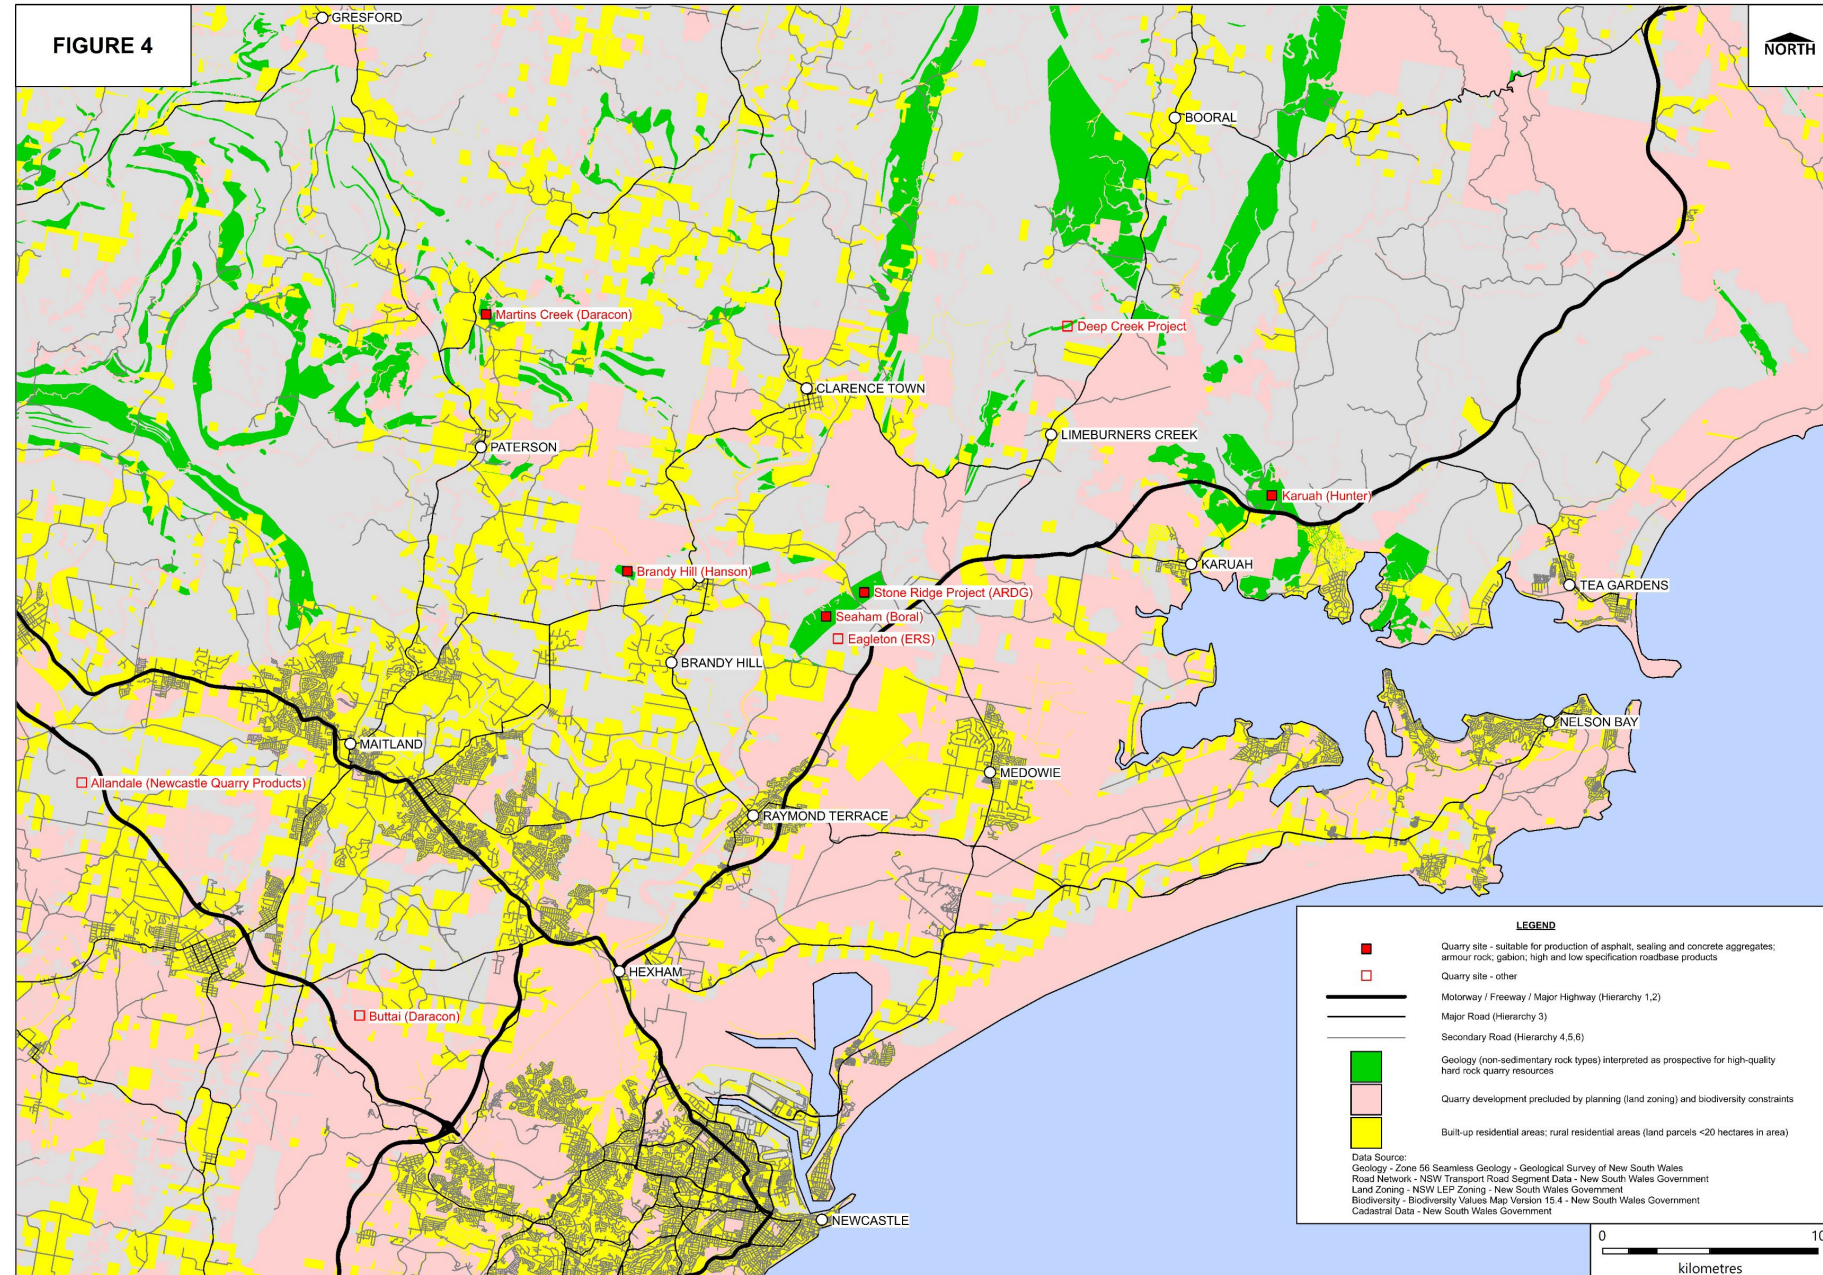 FIGURE 4
GRESFORD
NORTH
BOORAL
Martins Creek (Daracon)
Deep Creek Project
CLARENCE TOWN
LIMEBURNERS CREEK
PATERSON
Karuah (Hunter)
Brandy Hill (Hanson)
KARUAH
TEA GARDENS
Stone Ridge Project (ARDG)
Seaham (Boral)
Eagleton (ERS)
BRANDY HILL
NELSON BAY
MAITLAND
MEDOWIE
Allandale (Newcastle Quarry Products)
RAYMOND TERRACE
HEXHAM
Buttai (Daracon)
NEWCASTLE
LEGEND
Quarry site - suitable for production of asphalt, sealing and concrete aggregates;
armour rock; gabion; high and low specification roadbase products
Quarry site - other
Motorway / Freeway / Major Highway (Hierarchy 1,2)
Major Road (Hierarchy 3)
Secondary Road (Hierarchy 4,5,6)
Geology (non-sedimentary rock types) interpreted as prospective for high-quality
hard rock quarry resources
Quarry development precluded by planning (land zoning) and biodiversity constraints
Built-up residential areas; rural residential areas (land parcels <20 hectares in area)
Data Source:
Geology - Zone 56 Seamless Geology - Geological Survey of New South Wales
Road Network - NSW Transport Road Segment Data - New South Wales Government
Land Zoning - NSW LEP Zoning - New South Wales Government
Biodiversity - Biodiversity Values Map Version 15.4 - New South Wales Government
Cadastral Data - New South Wales Government
0 10
kilometres